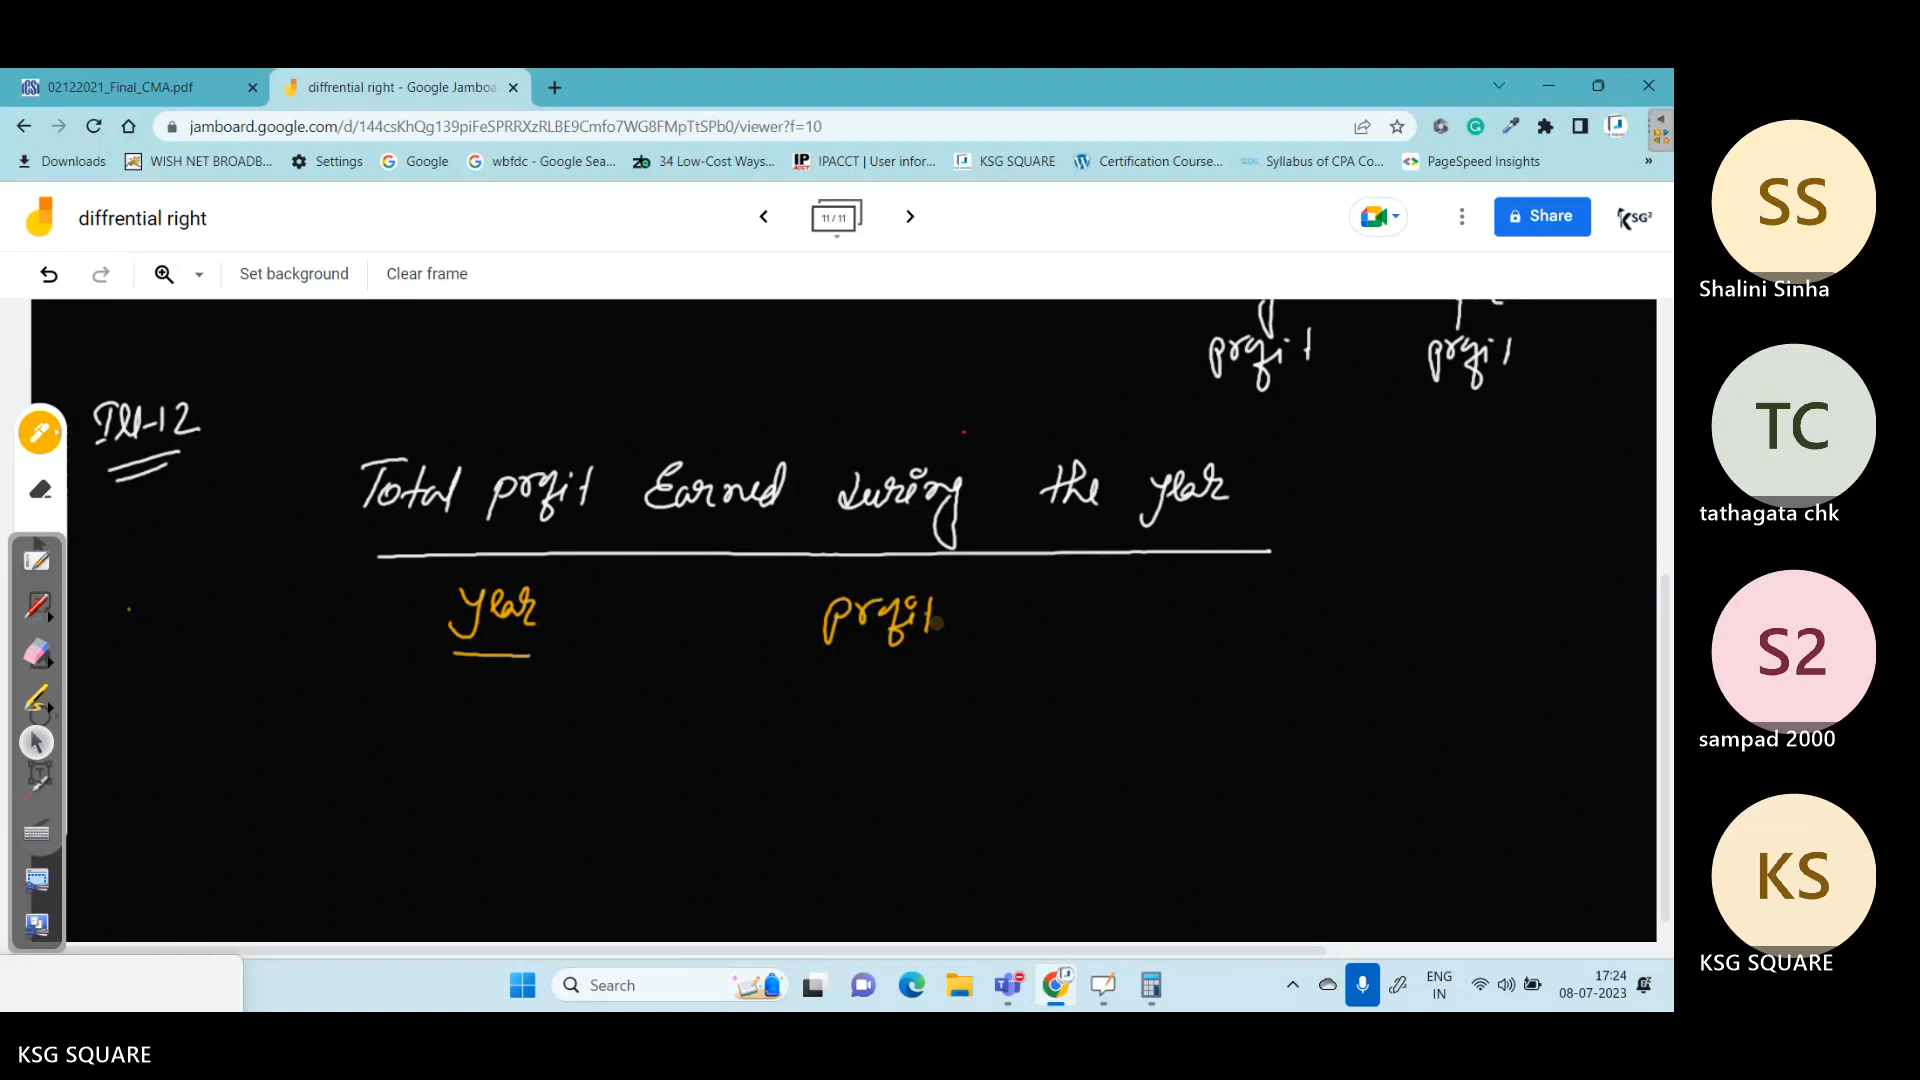 02122021_Final_CMA.pdf
diffrential right - Google Jamboa
jamboard.google.com/d/144csKhQg139piFeSPRRXzRLBE9Cmfo7WG8FMpTtSPb0/viewer?f=10
Downloads
WISH NET BROADB...
Settings
Google
wbfdc - Google Sea...
34 Low-Cost Ways...
IPACCT | User infor...
KSG SQUARE
Certification Course...
Syllabus of CPA Co...
PageSpeed Insights
»
diffrential right
11 / 11
Share
KSG²
Set background
Clear frame
profit profit
Ill-12
Total profit Earned during the year
year profit
Search
ENG
IN
17:24
08-07-2023
SS
Shalini Sinha
TC
tathagata chk
S2
sampad 2000
KS
KSG SQUARE
KSG SQUARE